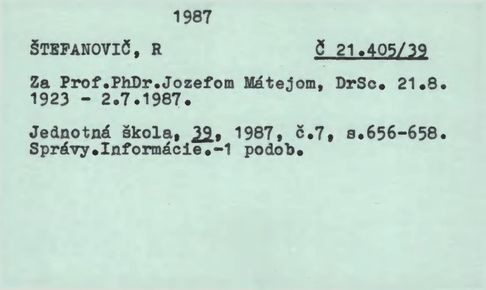 1987
ŠTEFANOVIČ, R Č 21.405/39
Za Prof.PhDr.Jozefom Mátejom, DrSc. 21.8.
1923 - 2.7.1987.
Jednotná škola, 39, 1987, č.7, s.656-658.
Správy.Informácie.-1 podob.